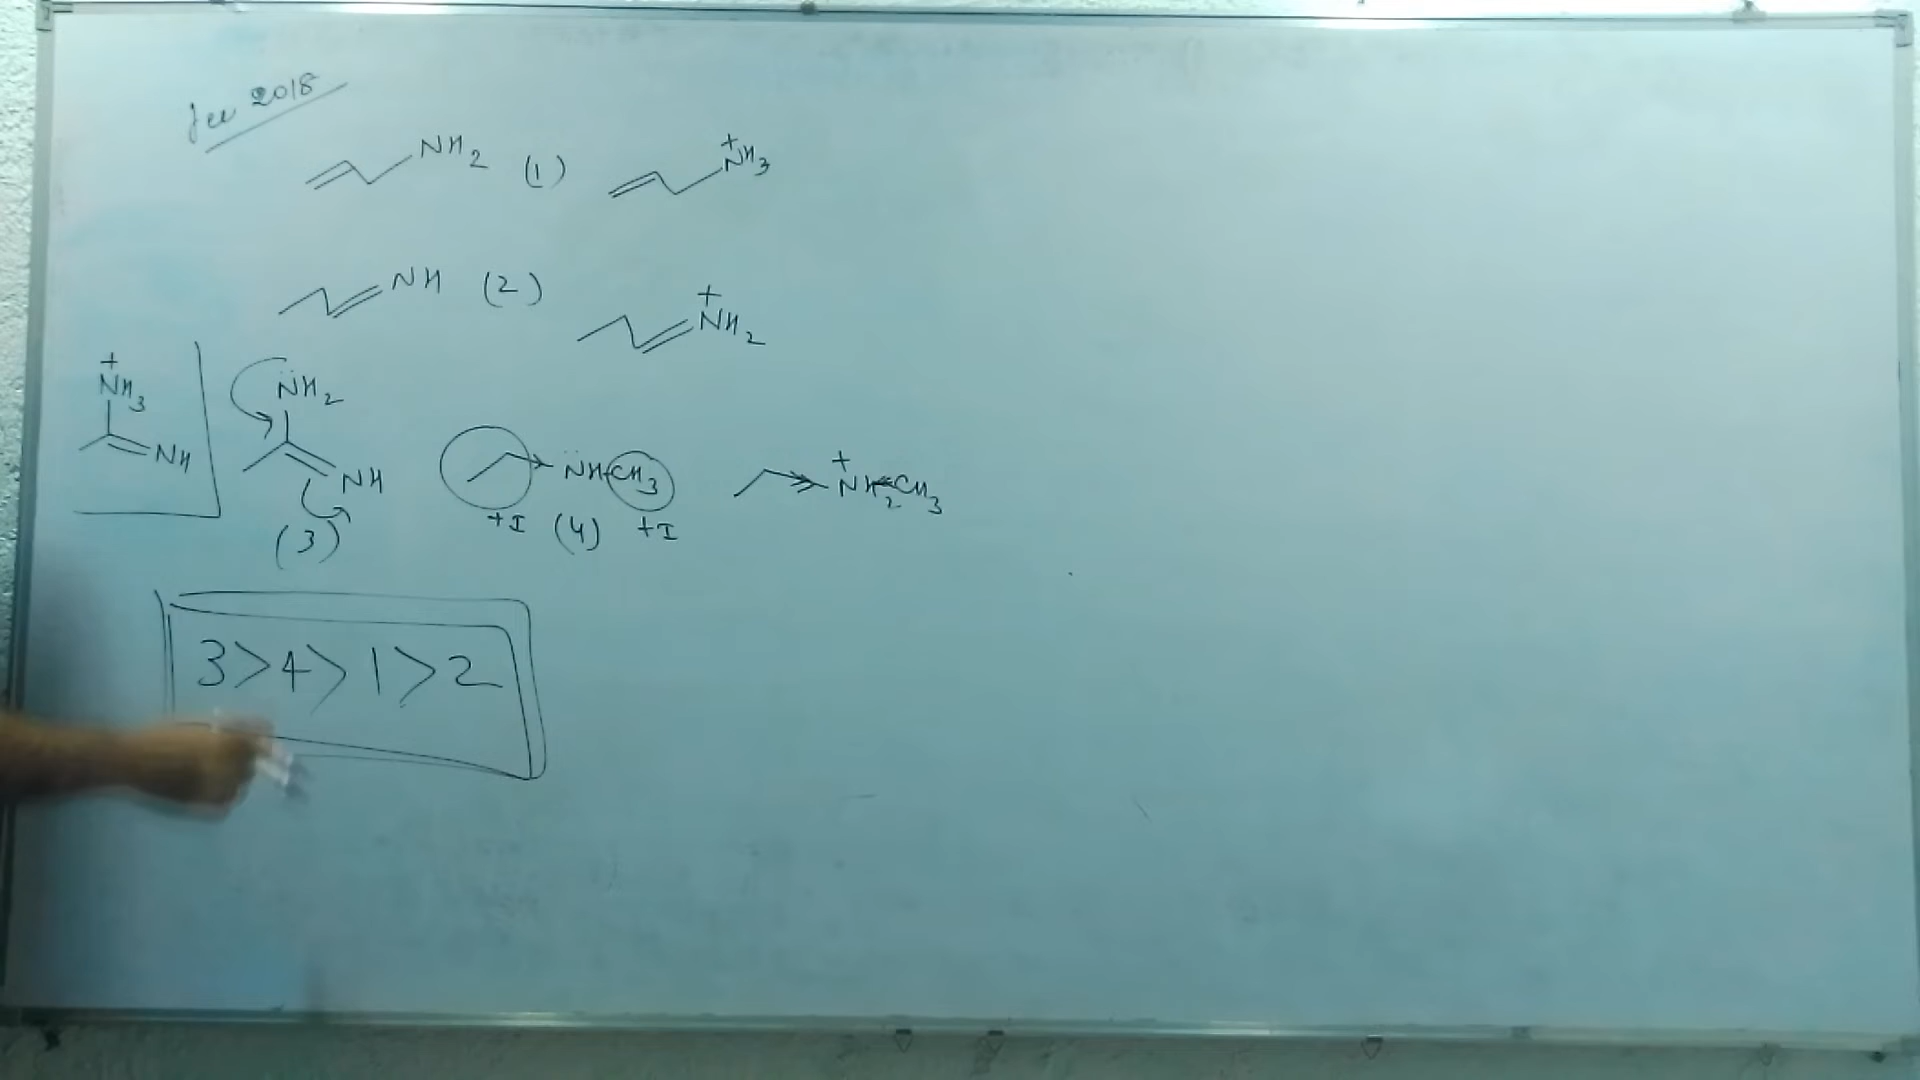 Jee 2018
NH2 (1) +NH3
NH (2) +NH2
+NH3 NH2
NH NH NH-CH3 +NH2-CH3
(3) +I (4) +I
3>4>1>2